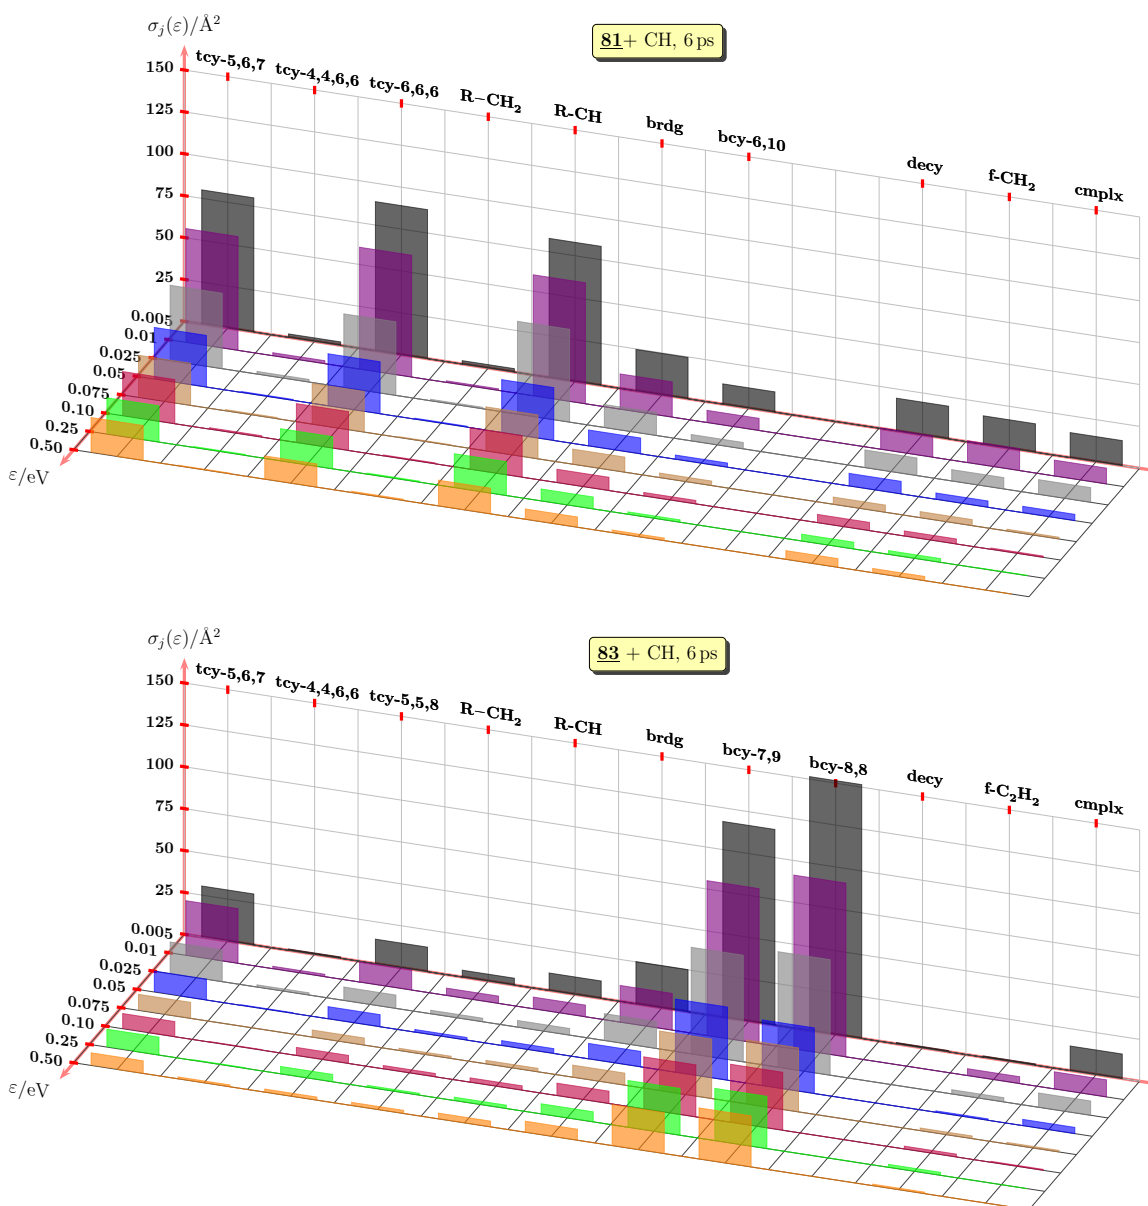 σⱼ(ε)/Å²
81+ CH, 6 ps
150
125
100
75
50
25
0.005
0.01
0.025
0.05
0.075
0.10
0.25
0.50
ε/eV
tcy-5,6,7
tcy-4,4,6,6
tcy-6,6,6
R−CH₂
R-CH
brdg
bcy-6,10
decy
f-CH₂
cmplx
σⱼ(ε)/Å²
83 + CH, 6 ps
150
125
100
75
50
25
0.005
0.01
0.025
0.05
0.075
0.10
0.25
0.50
ε/eV
tcy-5,6,7
tcy-4,4,6,6
tcy-5,5,8
R−CH₂
R-CH
brdg
bcy-7,9
bcy-8,8
decy
f-C₂H₂
cmplx